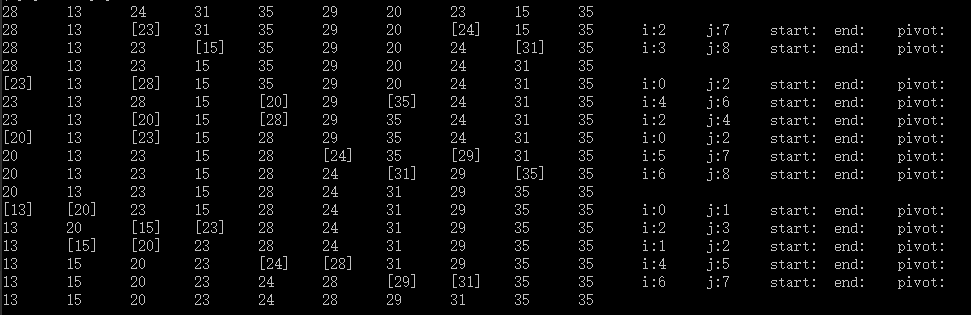 28 13 24 31 35 29 20 23 15 35
28 13 [23] 31 35 29 20 [24] 15 35 i:2 j:7 start: end: pivot:
28 13 23 [15] 35 29 20 24 [31] 35 i:3 j:8 start: end: pivot:
28 13 23 15 35 29 20 24 31 35
[23] 13 [28] 15 35 29 20 24 31 35 i:0 j:2 start: end: pivot:
23 13 28 15 [20] 29 [35] 24 31 35 i:4 j:6 start: end: pivot:
23 13 [20] 15 [28] 29 35 24 31 35 i:2 j:4 start: end: pivot:
[20] 13 [23] 15 28 29 35 24 31 35 i:0 j:2 start: end: pivot:
20 13 23 15 28 [24] 35 [29] 31 35 i:5 j:7 start: end: pivot:
20 13 23 15 28 24 [31] 29 [35] 35 i:6 j:8 start: end: pivot:
20 13 23 15 28 24 31 29 35 35
[13] [20] 23 15 28 24 31 29 35 35 i:0 j:1 start: end: pivot:
13 20 [15] [23] 28 24 31 29 35 35 i:2 j:3 start: end: pivot:
13 [15] [20] 23 28 24 31 29 35 35 i:1 j:2 start: end: pivot:
13 15 20 23 [24] [28] 31 29 35 35 i:4 j:5 start: end: pivot:
13 15 20 23 24 28 [29] [31] 35 35 i:6 j:7 start: end: pivot:
13 15 20 23 24 28 29 31 35 35